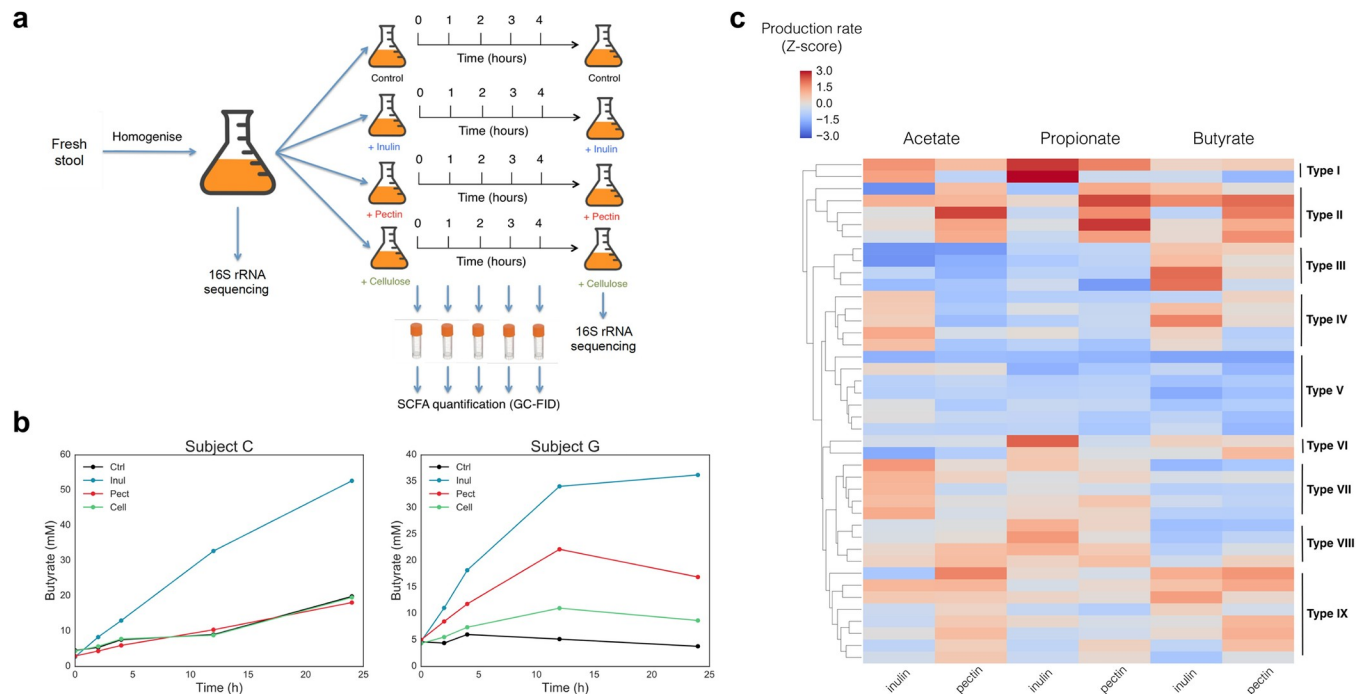 a
Fresh
stool
Homogenise
16S rRNA
sequencing
0 1 2 3 4
Time (hours)
Control
Control
0 1 2 3 4
Time (hours)
+ Inulin
+ Inulin
0 1 2 3 4
Time (hours)
+ Pectin
+ Pectin
0 1 2 3 4
Time (hours)
+ Cellulose
+ Cellulose
16S rRNA
sequencing
SCFA quantification (GC-FID)
b
Subject C
Butyrate (mM)
60
50
40
30
20
10
0
Ctrl
Inul
Pect
Cell
0 5 10 15 20 25
Time (h)
Subject G
Butyrate (mM)
40
35
30
25
20
15
10
5
0
Ctrl
Inul
Pect
Cell
0 5 10 15 20 25
Time (h)
c
Production rate
(Z-score)
3.0
1.5
0.0
−1.5
−3.0
Acetate Propionate Butyrate
Type I
Type II
Type III
Type IV
Type V
Type VI
Type VII
Type VIII
Type IX
inulin pectin inulin pectin inulin pectin